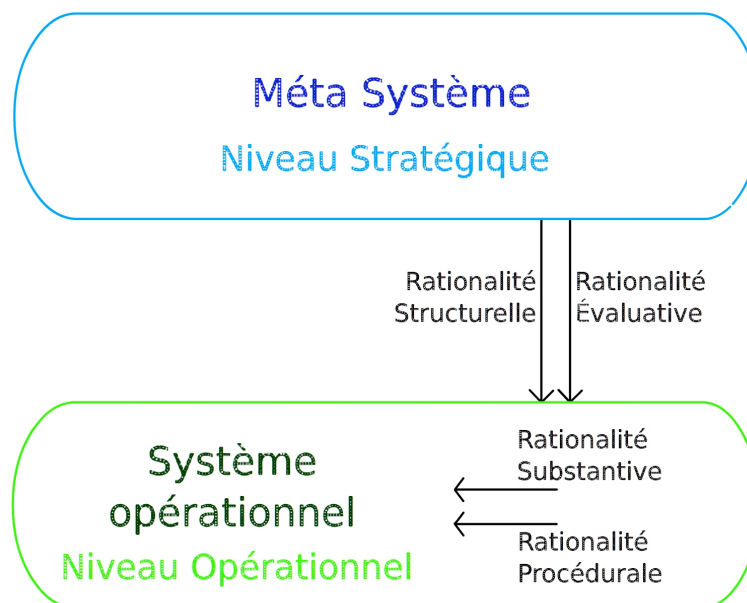 Méta Système
Niveau Stratégique
Rationalité
Structurelle
Rationalité
Évaluative
Système
opérationnel
Niveau Opérationnel
Rationalité
Substantive
Rationalité
Procédurale